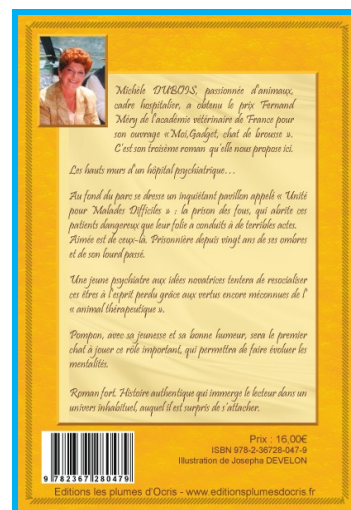 Michèle DUBOIS, passionnée d'animaux,
cadre hospitalier, a obtenu le prix Fernand
Méry de l'académie vétérinaire de France pour
son ouvrage «Moi,Gadget, chat de brousse ».
C'est son troisième roman qu'elle nous propose ici.
Les hauts murs d'un hôpital psychiatrique…
Au fond du parc se dresse un inquiétant pavillon appelé « Unité
pour Malades Difficiles » : la prison des fous, qui abrite ces
patients dangereux que leur folie a conduits à de terribles actes.
Aimée est de ceux-là. Prisonnière depuis vingt ans de ses ombres
et de son lourd passé.
Une jeune psychiatre aux idées novatrices tentera de resocialiser
ces êtres à l'esprit perdu grâce aux vertus encore méconnues de l'
« animal thérapeutique ».
Pompon, avec sa jeunesse et sa bonne humeur, sera le premier
chat à jouer ce rôle important, qui permettra de faire évoluer les
mentalités.
Roman fort. Histoire authentique qui immerge le lecteur dans un
univers inhabituel, auquel il est surpris de s'attacher.
Prix : 16,00€
ISBN 978-2-36728-047-9
Illustration de Josepha DEVELON
9 782367 280479
Editions les plumes d'Ocris - www.editionsplumesdocris.fr